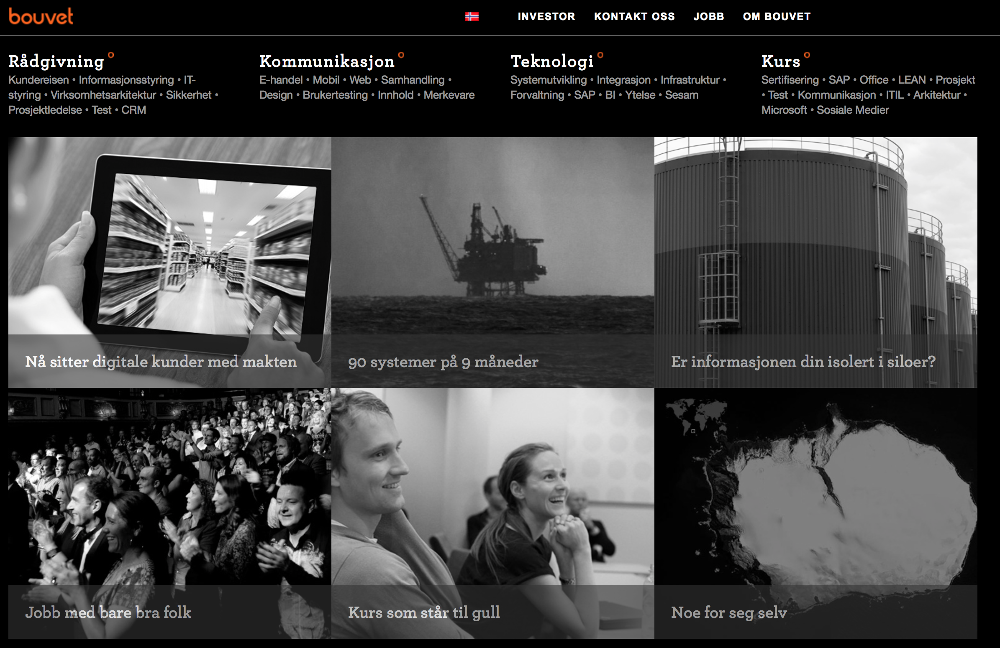 bouvet
INVESTOR KONTAKT OSS JOBB OM BOUVET
Rådgivning
Kundereisen • Informasjonsstyring • IT-
styring • Virksomhetsarkitektur • Sikkerhet •
Prosjektledelse • Test • CRM
Kommunikasjon
E-handel • Mobil • Web • Samhandling •
Design • Brukertesting • Innhold • Merkevare
Teknologi
Systemutvikling • Integrasjon • Infrastruktur •
Forvaltning • SAP • BI • Ytelse • Sesam
Kurs
Sertifisering • SAP • Office • LEAN • Prosjekt
• Test • Kommunikasjon • ITIL • Arkitektur •
Microsoft • Sosiale Medier
Nå sitter digitale kunder med makten
90 systemer på 9 måneder
Er informasjonen din isolert i siloer?
Jobb med bare bra folk
Kurs som står til gull
Noe for seg selv